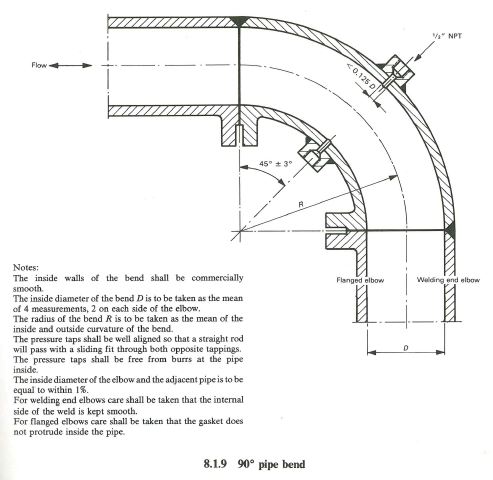 1/2" NPT
Flow
< 0,125 D
45° ± 3°
R
Flanged elbow
Welding end elbow
D
Notes:
The inside walls of the bend shall be commercially
smooth.
The inside diameter of the bend D is to be taken as the mean
of 4 measurements, 2 on each side of the elbow.
The radius of the bend R is to be taken as the mean of the
inside and outside curvature of the bend.
The pressure taps shall be well aligned so that a straight rod
will pass with a sliding fit through both opposite tappings.
The pressure taps shall be free from burrs at the pipe
inside.
The inside diameter of the elbow and the adjacent pipe is to be
equal to within 1%.
For welding end elbows care shall be taken that the internal
side of the weld is kept smooth.
For flanged elbows care shall be taken that the gasket does
not protrude inside the pipe.
8.1.9 90° pipe bend